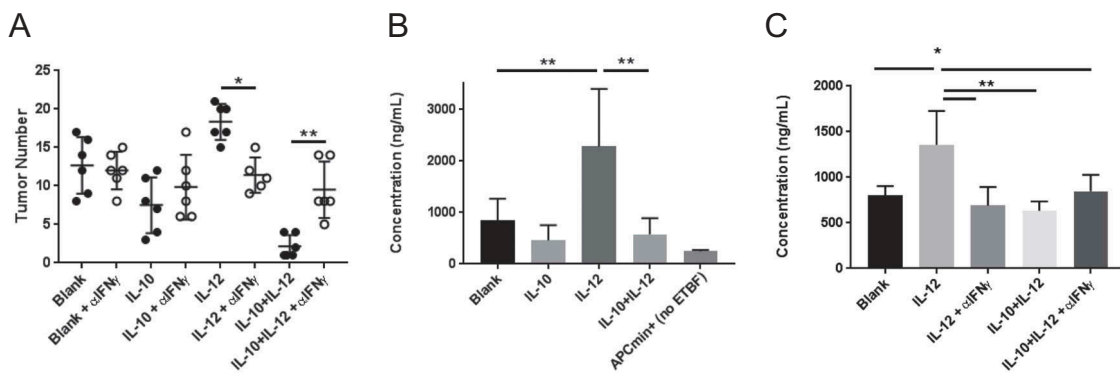 A
Tumor Number
25
20
15
10
5
0
*
**
Blank
Blank + αIFNγ
IL-10
IL-10 + αIFNγ
IL-12
IL-12 + αIFNγ
IL-10+IL-12
IL-10+IL-12 + αIFNγ
B
Concentration (ng/mL)
3000
2000
1000
0
**
**
Blank
IL-10
IL-12
IL-10+IL-12
APCmin+ (no ETBF)
C
Concentration (ng/mL)
2000
1500
1000
500
0
*
**
Blank
IL-12
IL-12 + αIFNγ
IL-10+IL-12
IL-10+IL-12 + αIFNγ